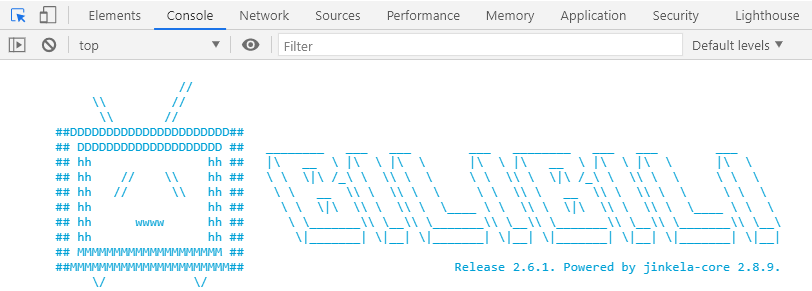 Elements Console Network Sources Performance Memory Application Security Lighthouse
top Filter Default levels
//
\\ //
\\ //
##DDDDDDDDDDDDDDDDDDDDDD##
## DDDDDDDDDDDDDDDDDDDD ##
## hh hh ##
## hh // \\ hh ##
## hh // \\ hh ##
## hh hh ##
## hh wwww hh ##
## hh hh ##
## MMMMMMMMMMMMMMMMMMMM ##
##MMMMMMMMMMMMMMMMMMMMMM##
\/ \/
BILIBILI
Release 2.6.1. Powered by jinkela-core 2.8.9.